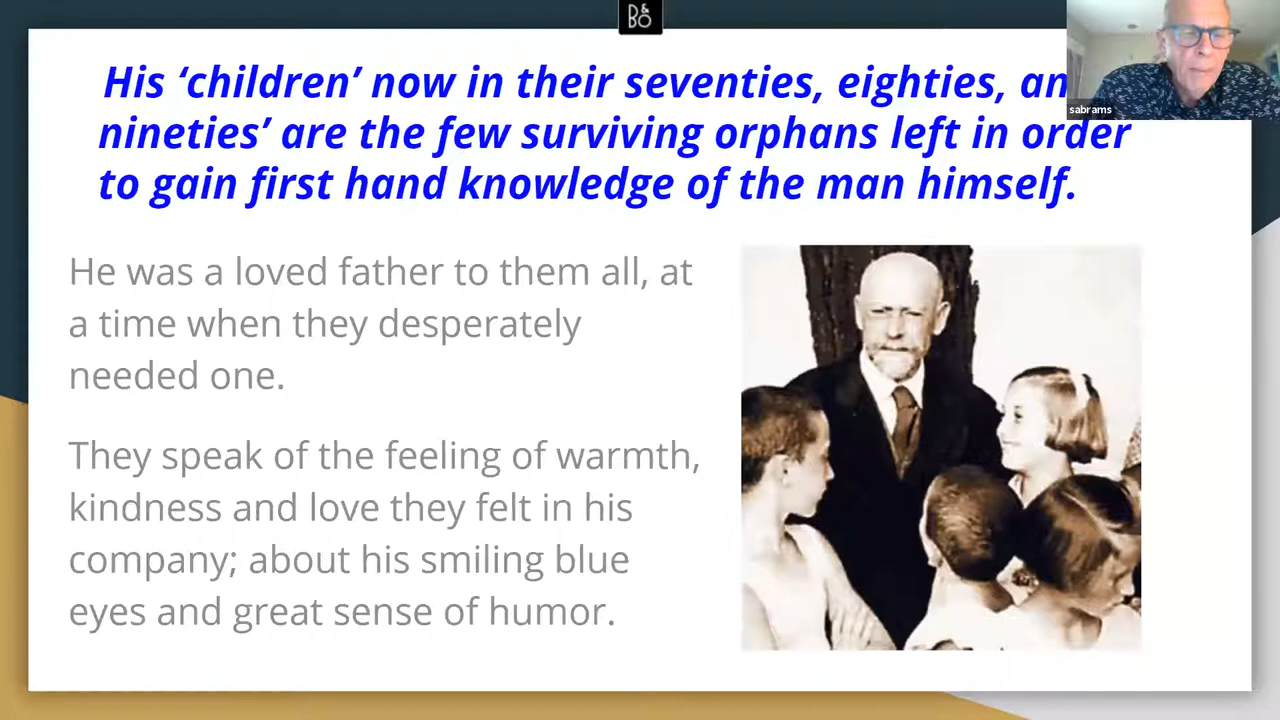 B&O
His ‘children’ now in their seventies, eighties, an
nineties’ are the few surviving orphans left in order
to gain first hand knowledge of the man himself.
sabrams
He was a loved father to them all, at
a time when they desperately
needed one.
They speak of the feeling of warmth,
kindness and love they felt in his
company; about his smiling blue
eyes and great sense of humor.